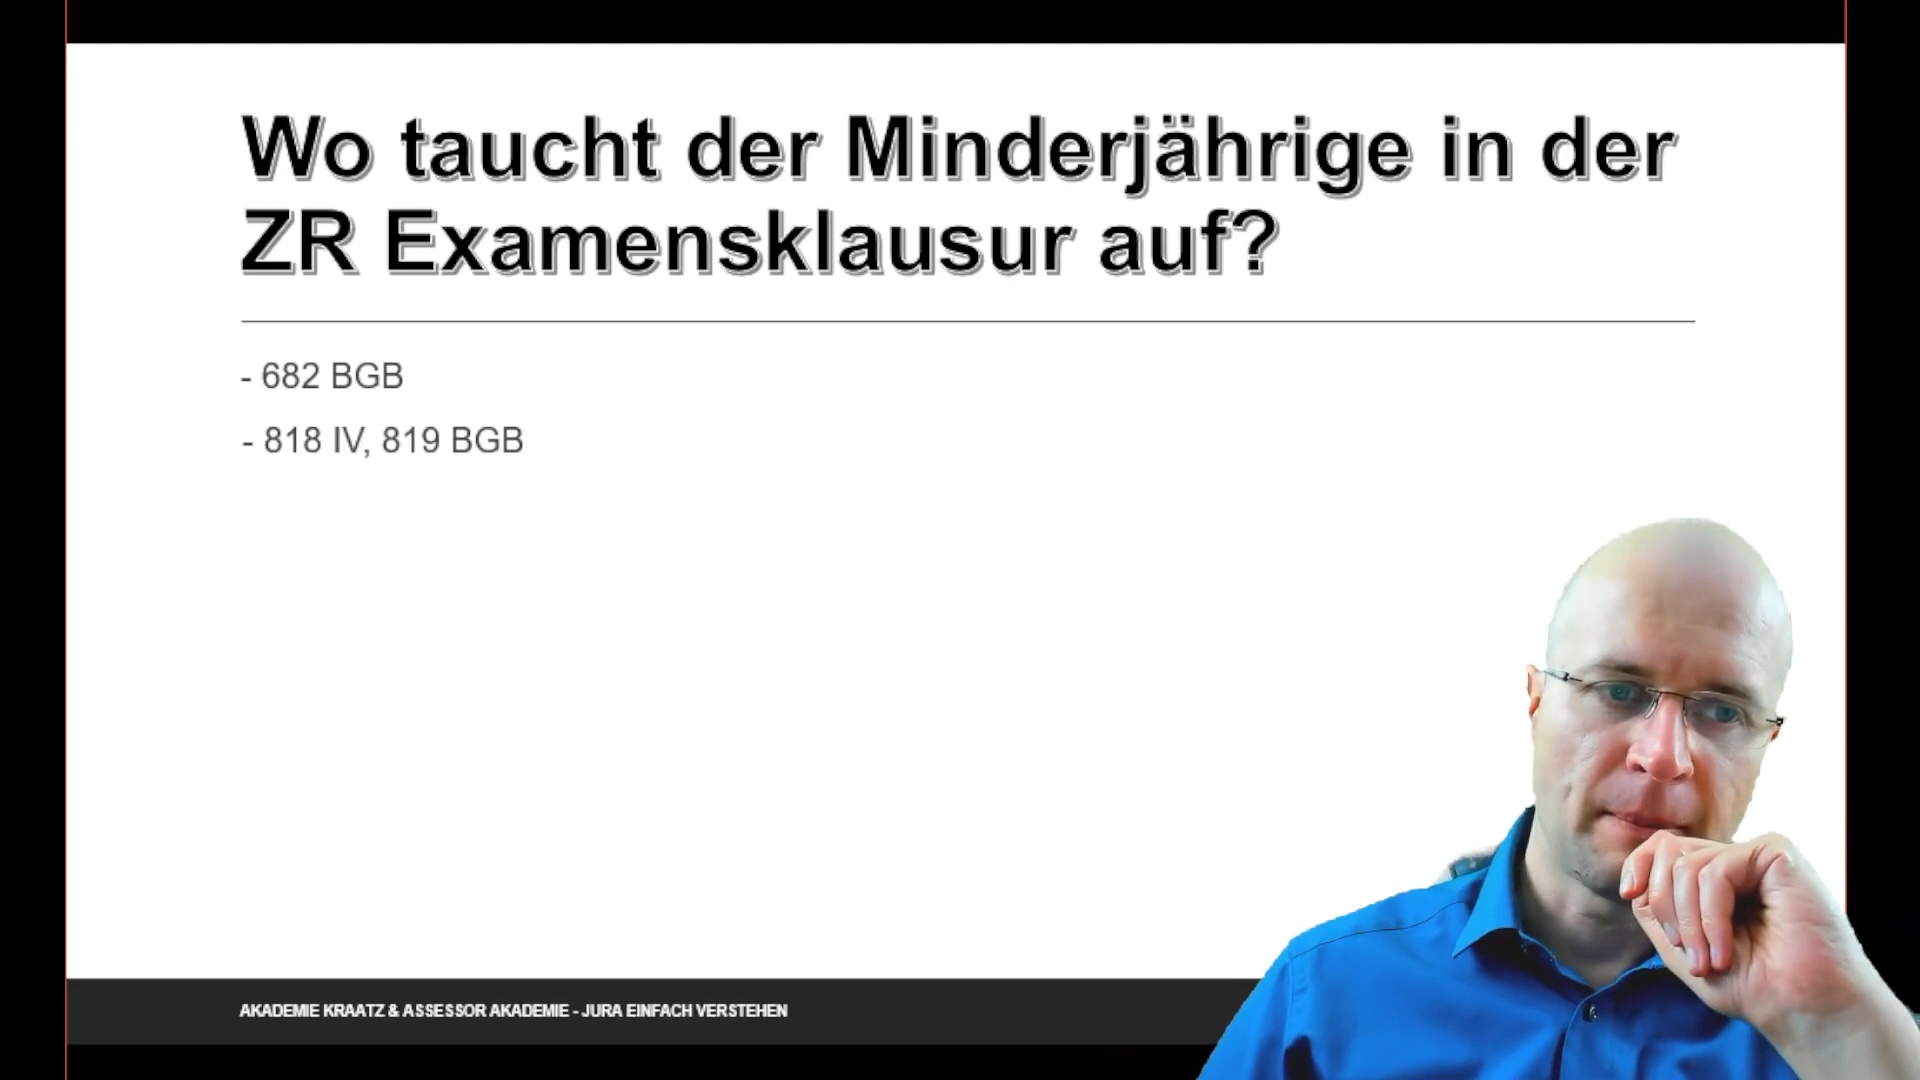 Wo taucht der Minderjährige in der
ZR Examensklausur auf?
- 682 BGB
- 818 IV, 819 BGB
AKADEMIE KRAATZ & ASSESSOR AKADEMIE - JURA EINFACH VERSTEHEN